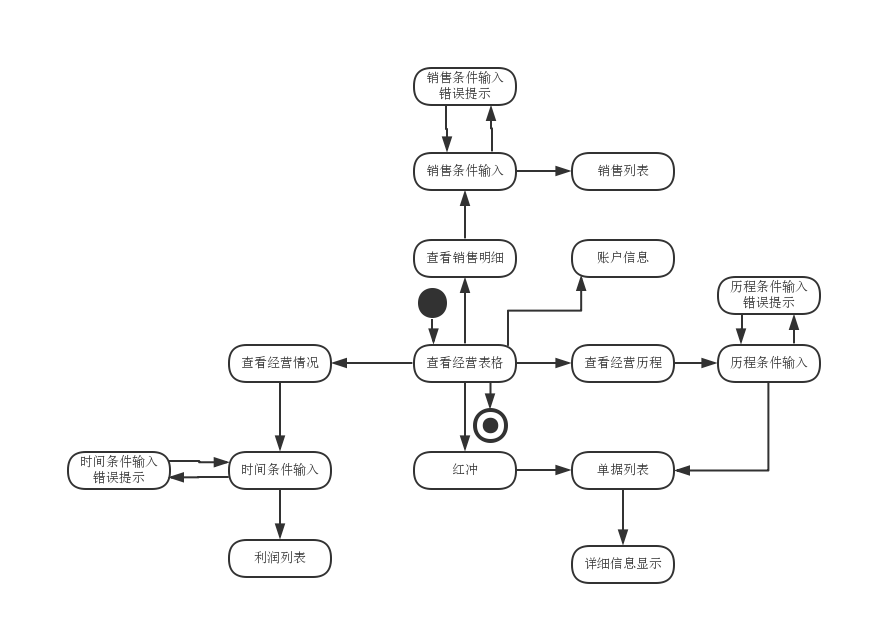 销售条件输入
错误提示
销售条件输入
销售列表
查看销售明细
账户信息
历程条件输入
错误提示
查看经营情况
查看经营表格
查看经营历程
历程条件输入
时间条件输入
错误提示
时间条件输入
红冲
单据列表
利润列表
详细信息显示